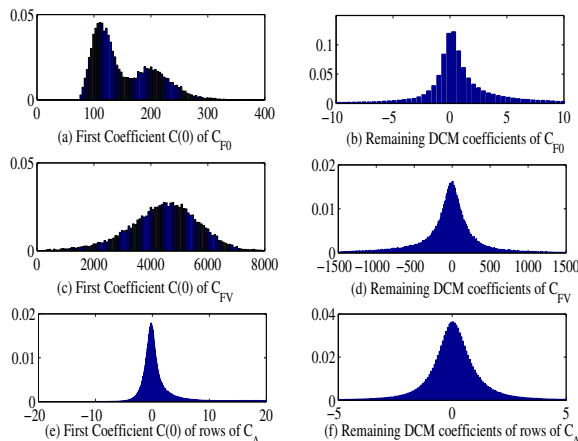 0.05
0
0 100 200 300 400
(a) First Coefficient C(0) of C_F0
0.1
0.05
0
−10 −5 0 5 10
(b) Remaining DCM coefficients of C_F0
0.05
0
0 2000 4000 6000 8000
(c) First Coefficient C(0) of C_FV
0.02
0.01
0
−1500 −1000 −500 0 500 1000 1500
(d) Remaining DCM coefficients of C_FV
0.02
0.01
0
−20 −10 0 10 20
(e) First Coefficient C(0) of rows of C_A
0.04
0.02
0
−5 0 5
(f) Remaining DCM coefficients of rows of C_A